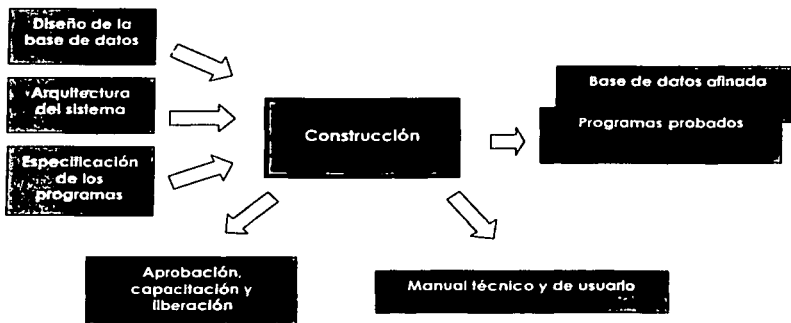 Diseño de la
base de datos
Arquitectura
del sistema
Especificación
de los
programas
Construcción
Base de datos afinada
Programas probados
Aprobación,
capacitación y
liberación
Manual técnico y de usuario